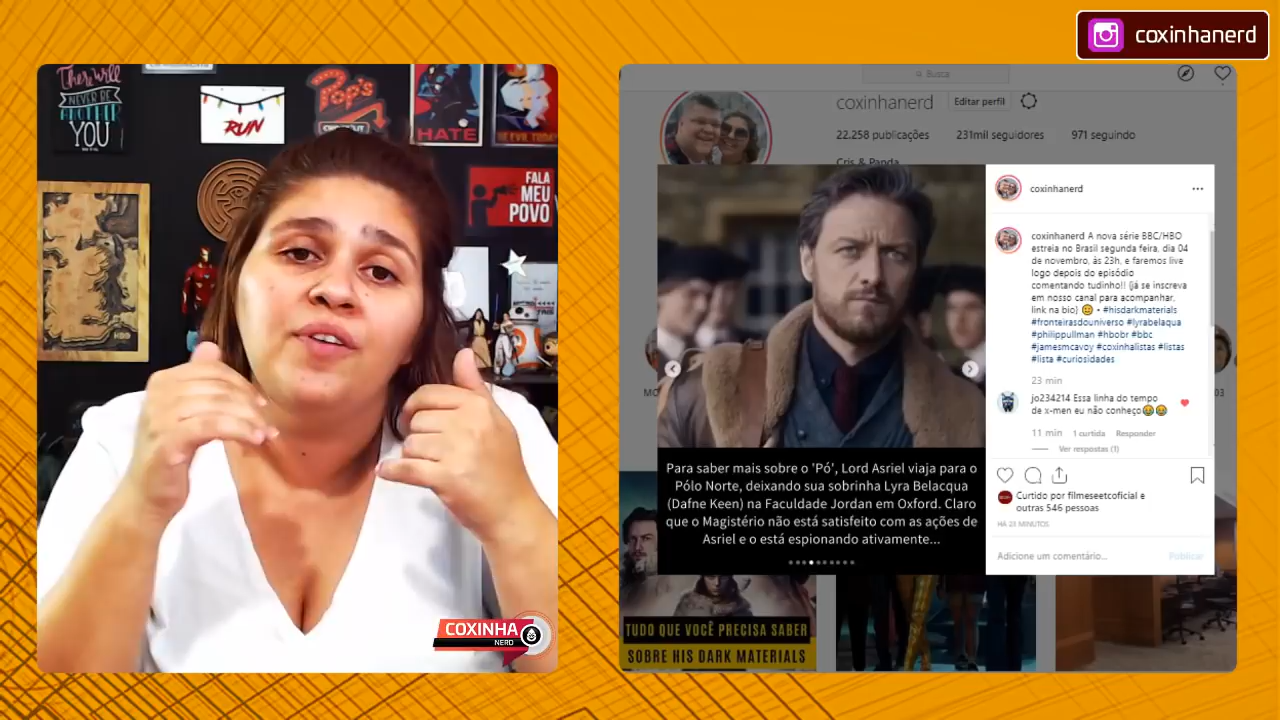 coxinhanerd
There will
NEVER BE
ANOTHER
YOU
RUN
Pop's
HATE
FALA
MEU
POVO
HBO
COXINHA
NERD
Busca
coxinhanerd
Editar perfil
22.258 publicações
231mil seguidores
971 seguindo
Cris & Panda
Para saber mais sobre o 'Pó', Lord Asriel viaja para o
Pólo Norte, deixando sua sobrinha Lyra Belacqua
(Dafne Keen) na Faculdade Jordan em Oxford. Claro
que o Magistério não está satisfeito com as ações de
Asriel e o está espionando ativamente...
coxinhanerd
coxinhanerd A nova série BBC/HBO
estreia no Brasil segunda feira, dia 04
de novembro, às 23h, e faremos live
logo depois do episódio
comentando tudinho!! (já se inscreva
em nosso canal para acompanhar,
link na bio) 🙂 • #hisdarkmaterials
#fronteirasdouniverso #lyrabelaqua
#philippullman #hbobr #bbc
#jamesmcavoy #coxinhalistas #listas
#lista #curiosidades
23 min
jo234214 Essa linha do tempo
de x-men eu não conheço😂😂
11 min 1 curtida Responder
Ver respostas (1)
Curtido por filmeseetcoficial e
outras 546 pessoas
HÁ 23 MINUTOS
Adicione um comentário...
Publicar
TUDO QUE VOCÊ PRECISA SABER
SOBRE HIS DARK MATERIALS